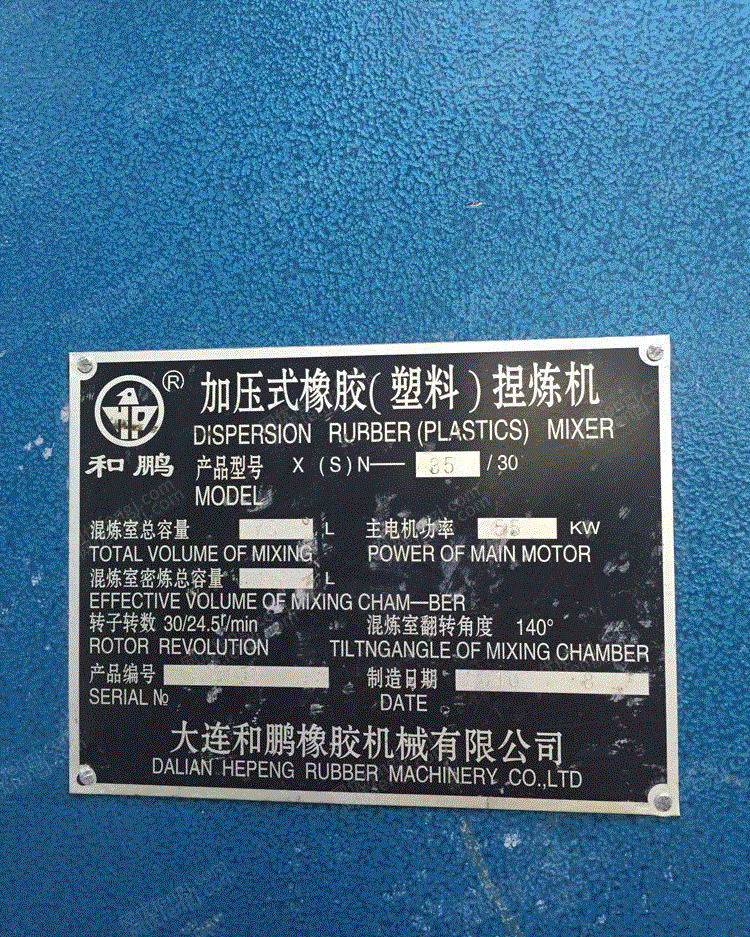 HP ® 加压式橡胶(塑料)捏炼机
DISPERSION RUBBER (PLASTICS) MIXER
和鹏 产品型号 X (S) N— 35 /30
MODEL
混炼室总容量 L 主电机功率 55 KW
TOTAL VOLUME OF MIXING POWER OF MAIN MOTOR
混炼室密炼总容量 L
EFFECTIVE VOLUME OF MIXING CHAM—BER
转子转数 30/24.5r/min 混炼室翻转角度 140°
ROTOR REVOLUTION TILTNGANGLE OF MIXING CHAMBER
产品编号 制造日期
SERIAL № DATE
大连和鹏橡胶机械有限公司
DALIAN HEPENG RUBBER MACHINERY CO.,LTD